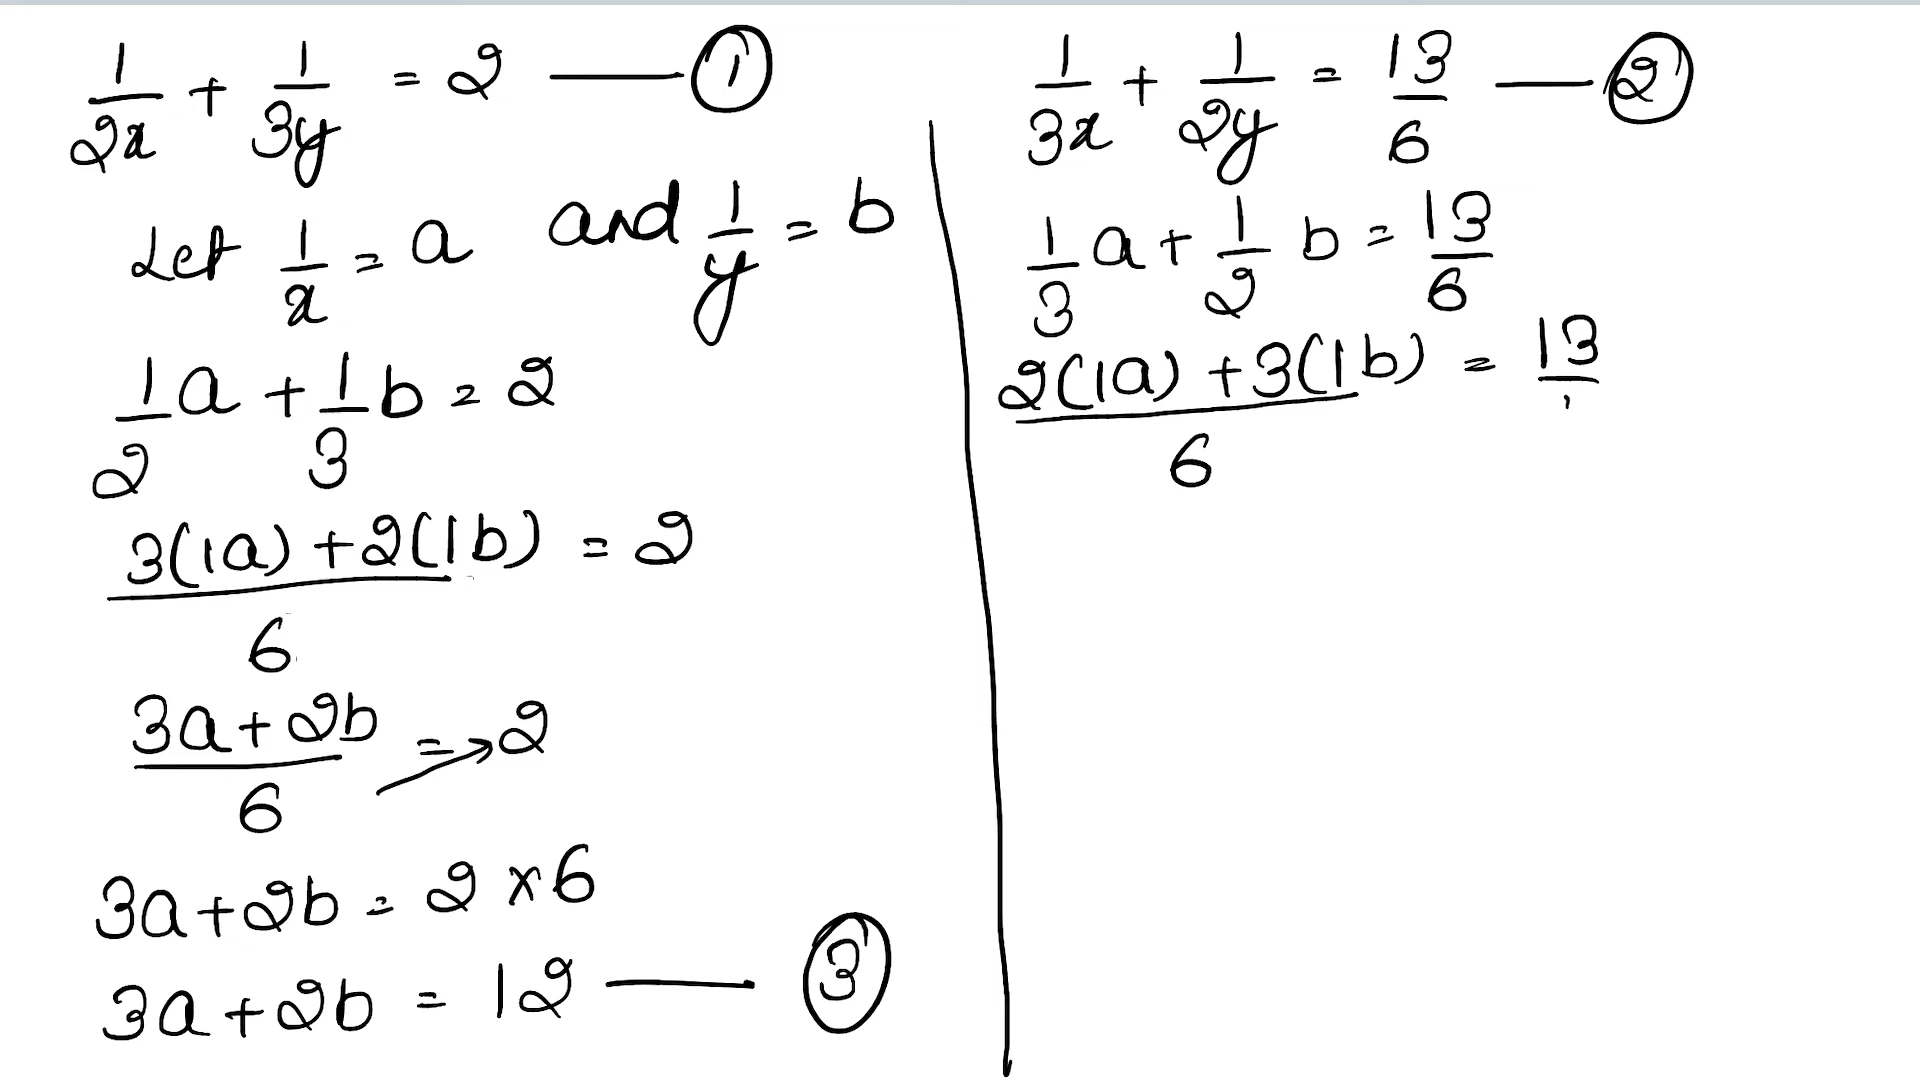 1/2x + 1/3y = 2 —— ①
Let 1/x = a and 1/y = b
1/2 a + 1/3 b = 2
3(1a) + 2(1b)/6 = 2
3a + 2b/6 = 2
3a + 2b = 2 × 6
3a + 2b = 12 —— ③
1/3x + 1/2y = 13/6 —— ②
1/3 a + 1/2 b = 13/6
2(1a) + 3(1b)/6 = 13/